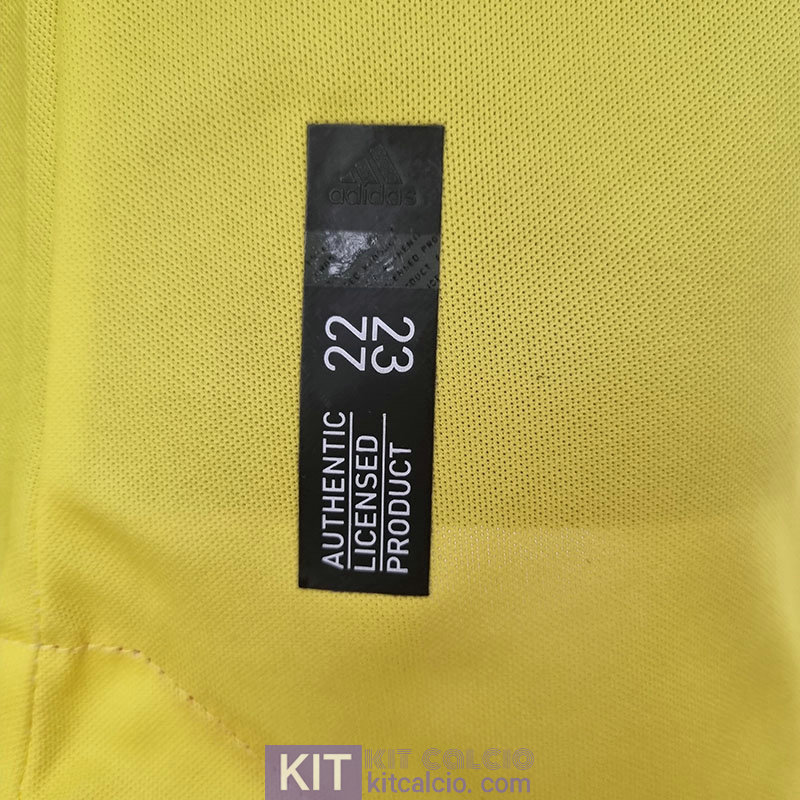 adidas
22
23
AUTHENTIC
LICENSED
PRODUCT
KIT
KIT CALCIO
kitcalcio.com